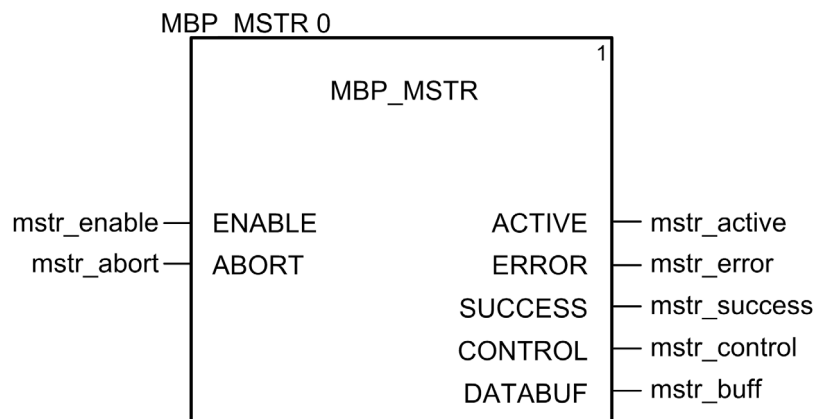 MBP_MSTR 0
1
MBP_MSTR
mstr_enable ENABLE ACTIVE mstr_active
mstr_abort ABORT ERROR mstr_error
SUCCESS mstr_success
CONTROL mstr_control
DATABUF mstr_buff